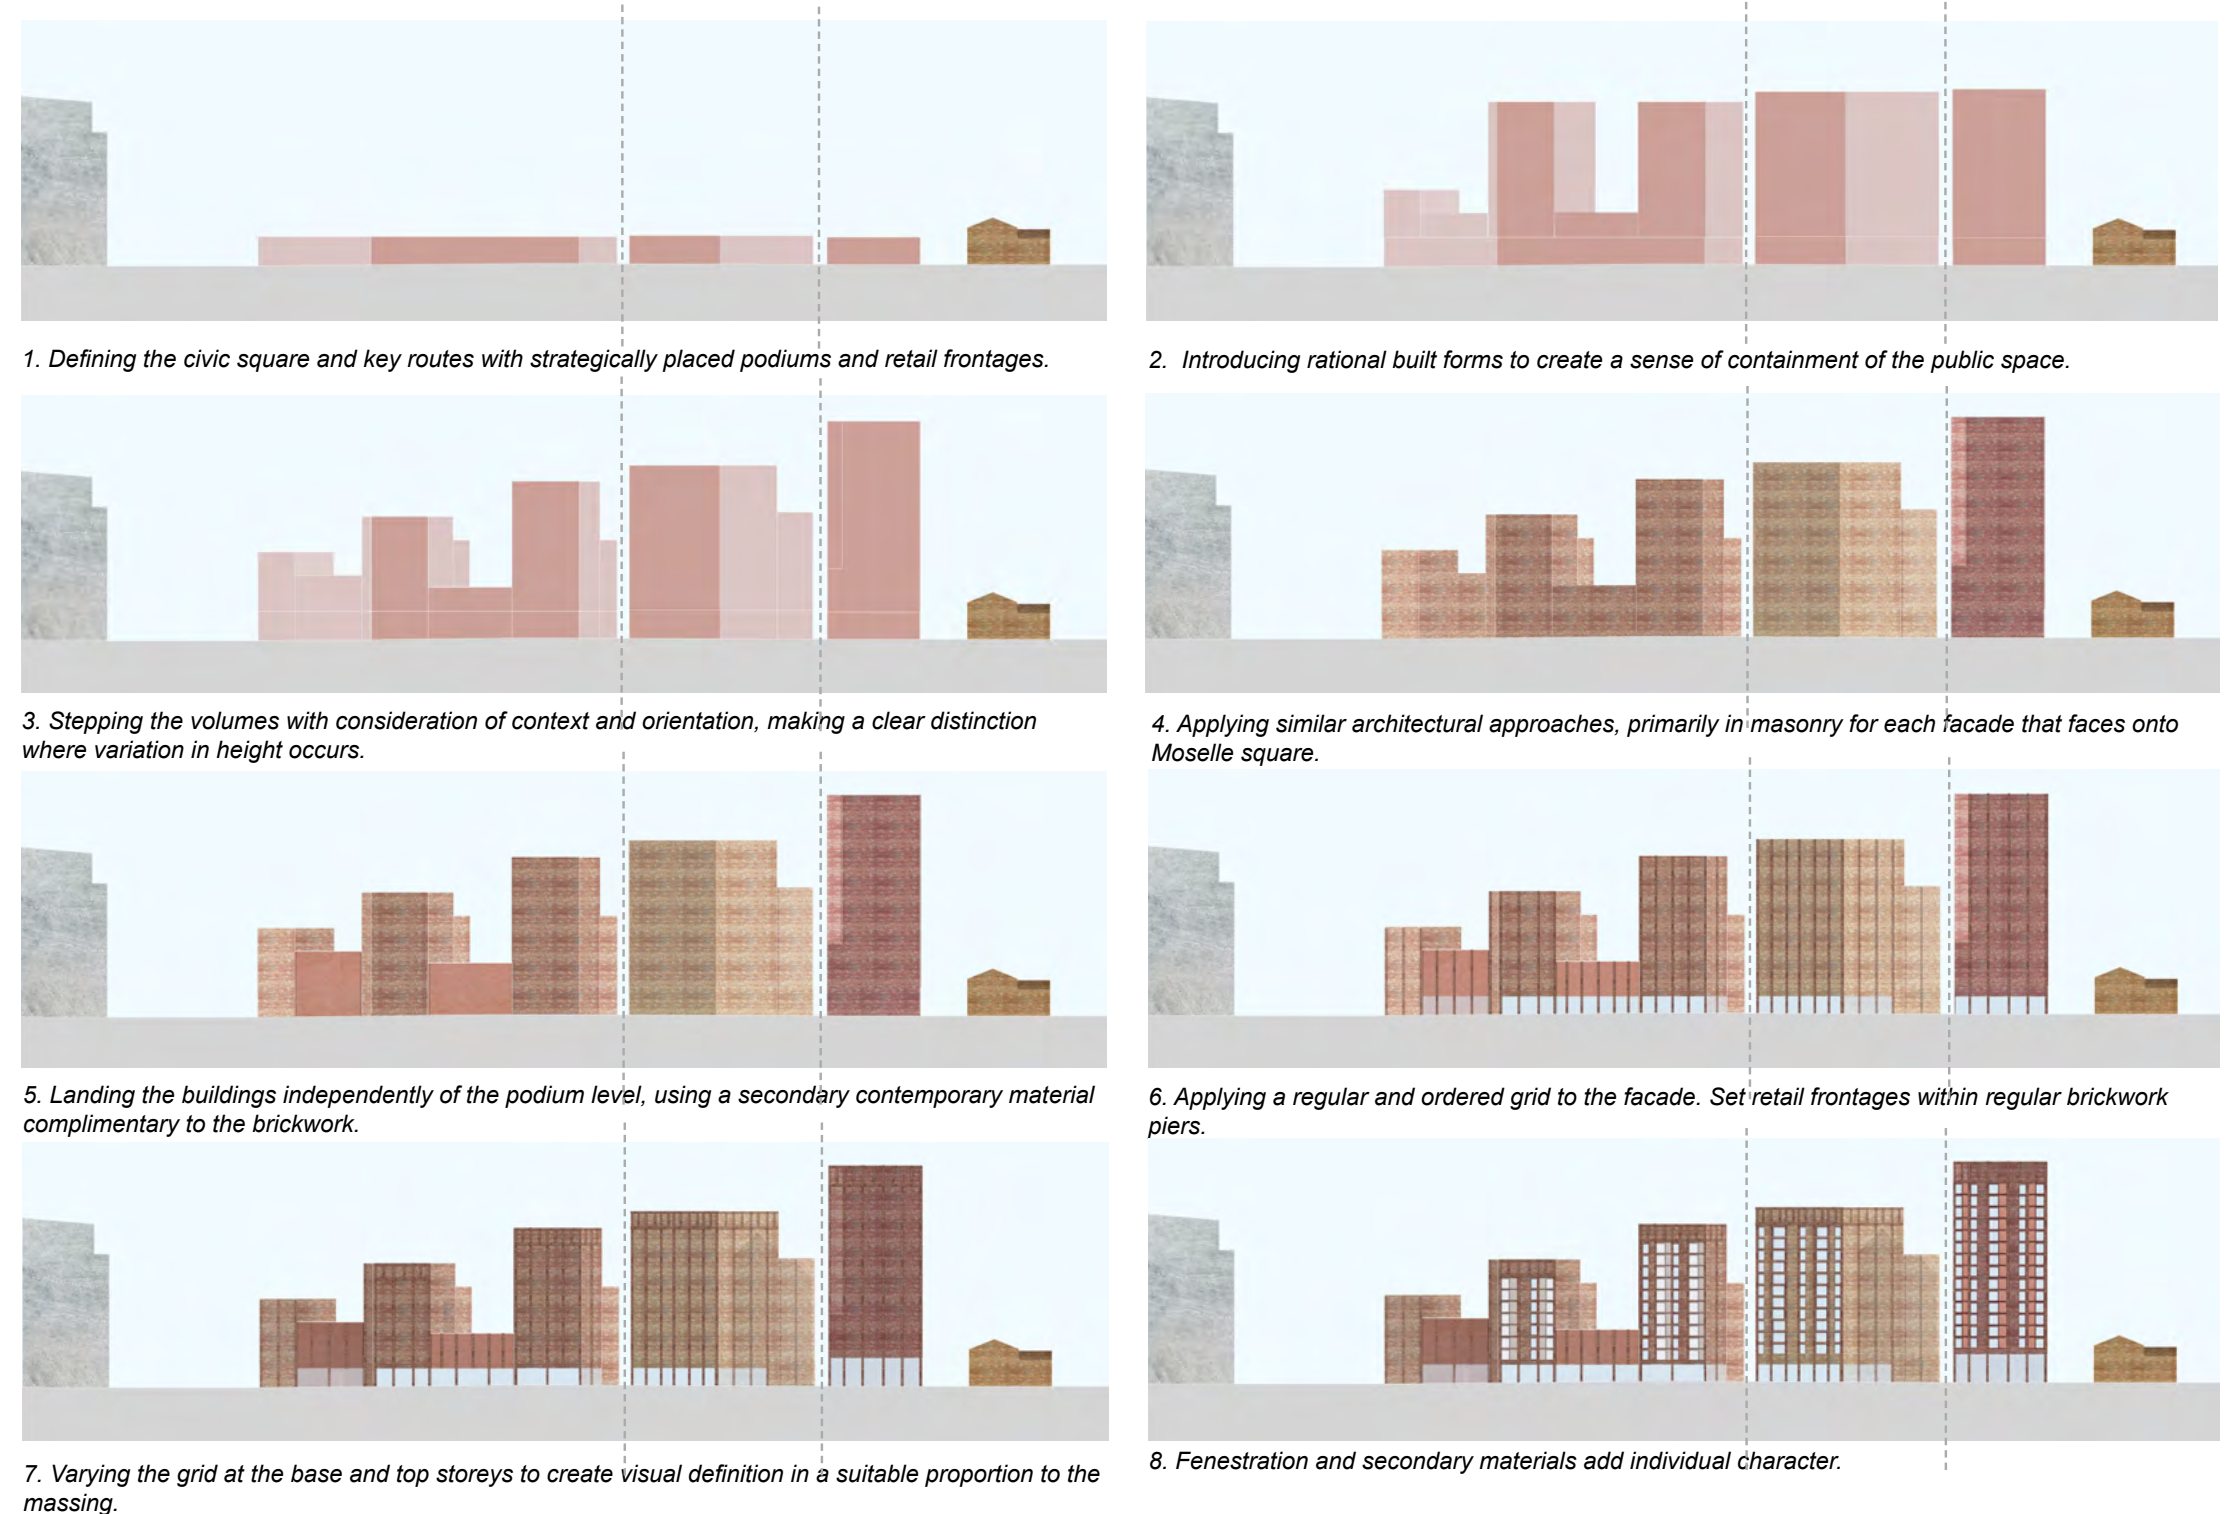 1. Defining the civic square and key routes with strategically placed podiums and retail frontages.
2. Introducing rational built forms to create a sense of containment of the public space.
3. Stepping the volumes with consideration of context and orientation, making a clear distinction
where variation in height occurs.
4. Applying similar architectural approaches, primarily in masonry for each facade that faces onto
Moselle square.
5. Landing the buildings independently of the podium level, using a secondary contemporary material
complimentary to the brickwork.
6. Applying a regular and ordered grid to the facade. Set retail frontages within regular brickwork
piers.
7. Varying the grid at the base and top storeys to create visual definition in a suitable proportion to the
massing.
8. Fenestration and secondary materials add individual character.